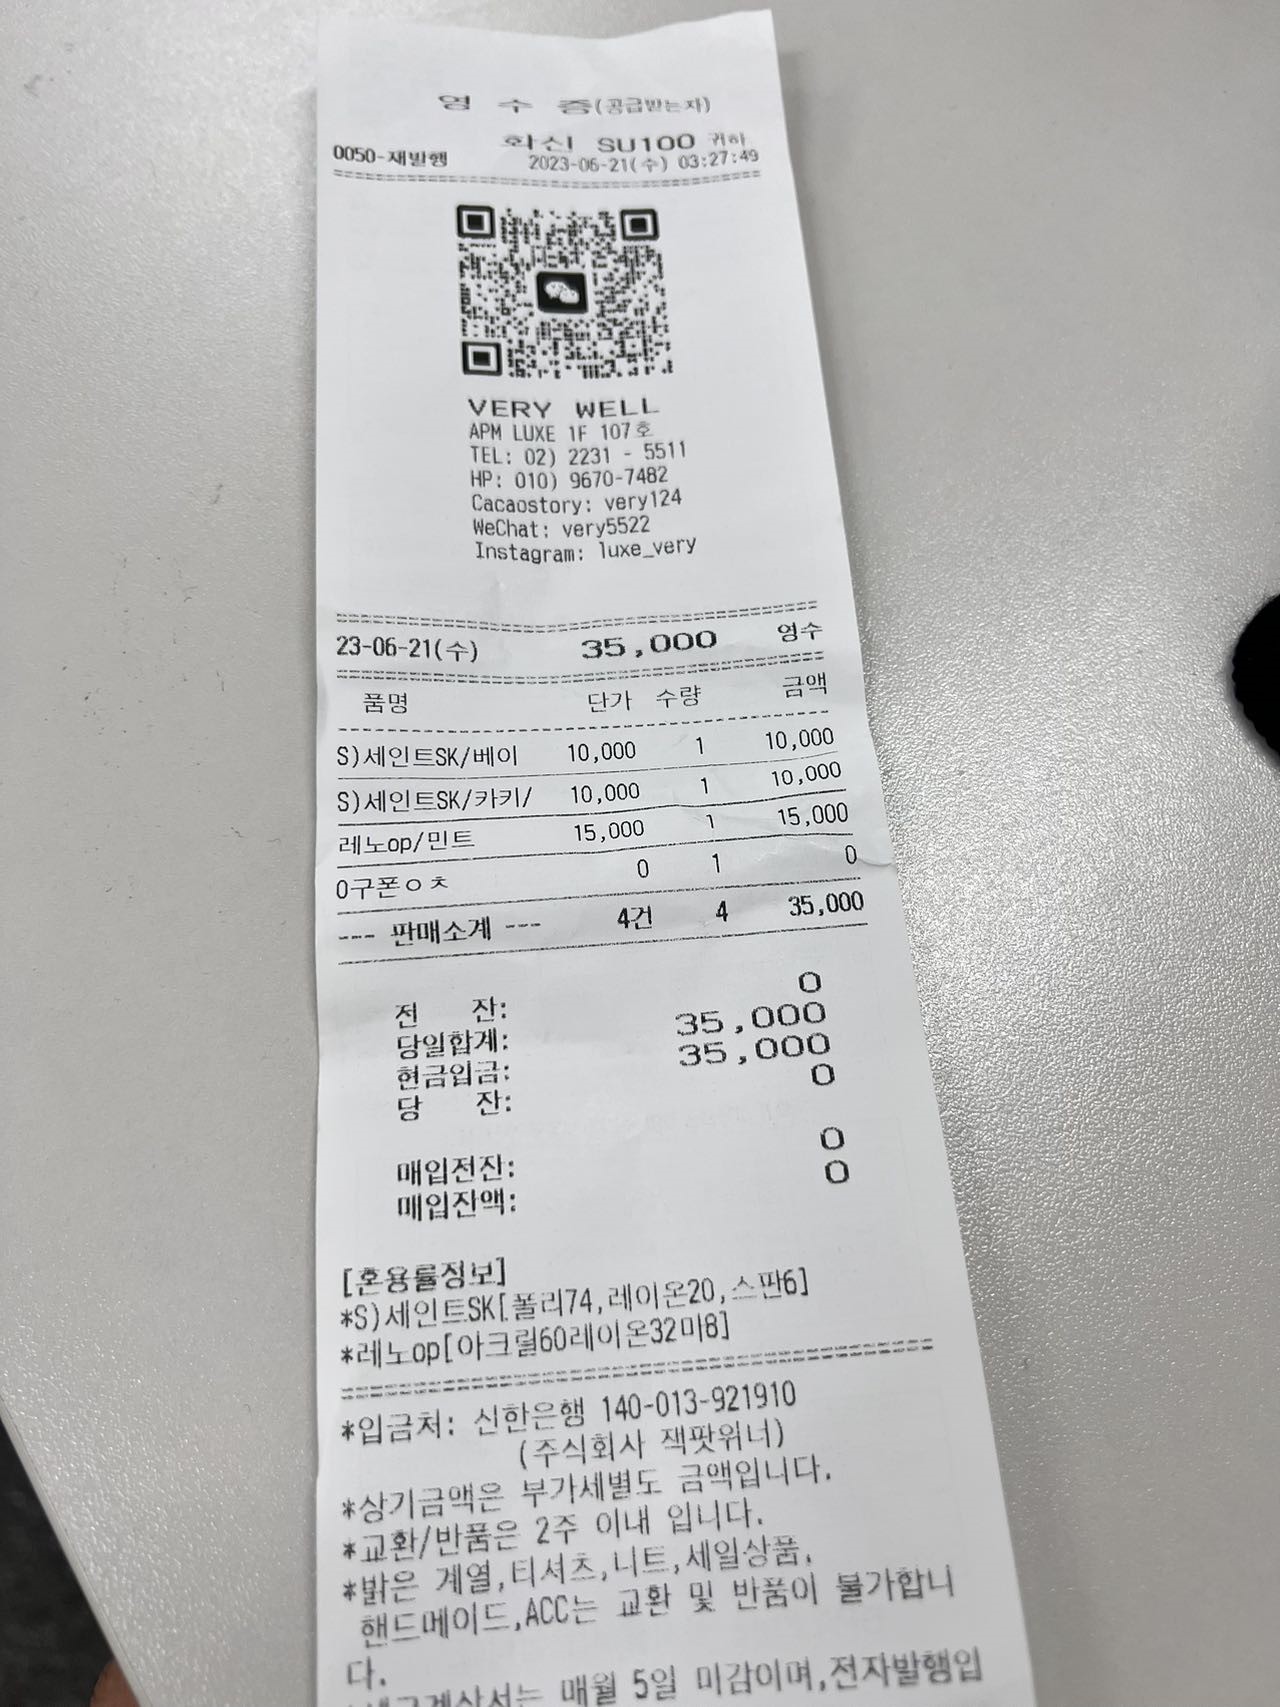 영 수 증(공급받는자)
화신 SU100 귀하
0050-재발행 2023-06-21(수) 03:27:49
VERY WELL
APM LUXE 1F 107호
TEL: 02) 2231 - 5511
HP: 010) 9670-7482
Cacaostory: very124
WeChat: very5522
Instagram: luxe_very
23-06-21(수) 35,000 영수
품명 단가 수량 금액
S)세인트SK/베이 10,000 1 10,000
S)세인트SK/카키/ 10,000 1 10,000
레노op/민트 15,000 1 15,000
0쿠폰ㅇㅊ 0 1 0
--- 판매소계 --- 4건 4 35,000
전 잔: 0
당일합계: 35,000
현금입금: 35,000
당 잔: 0
매입전잔: 0
매입잔액: 0
[혼용률정보]
*S)세인트SK[.폴리74,레이온20,스판6]
*레노op[아크릴60레이온32미8]
*입금처: 신한은행 140-013-921910
(주식회사 잭팟위너)
*상기금액은 부가세별도 금액입니다.
*교환/반품은 2주 이내 입니다.
*밝은 계열,티셔츠,니트,세일상품,
핸드메이드,ACC는 교환 및 반품이 불가합니
다.
*세금계산서는 매월 5일 마감이며,전자발행입